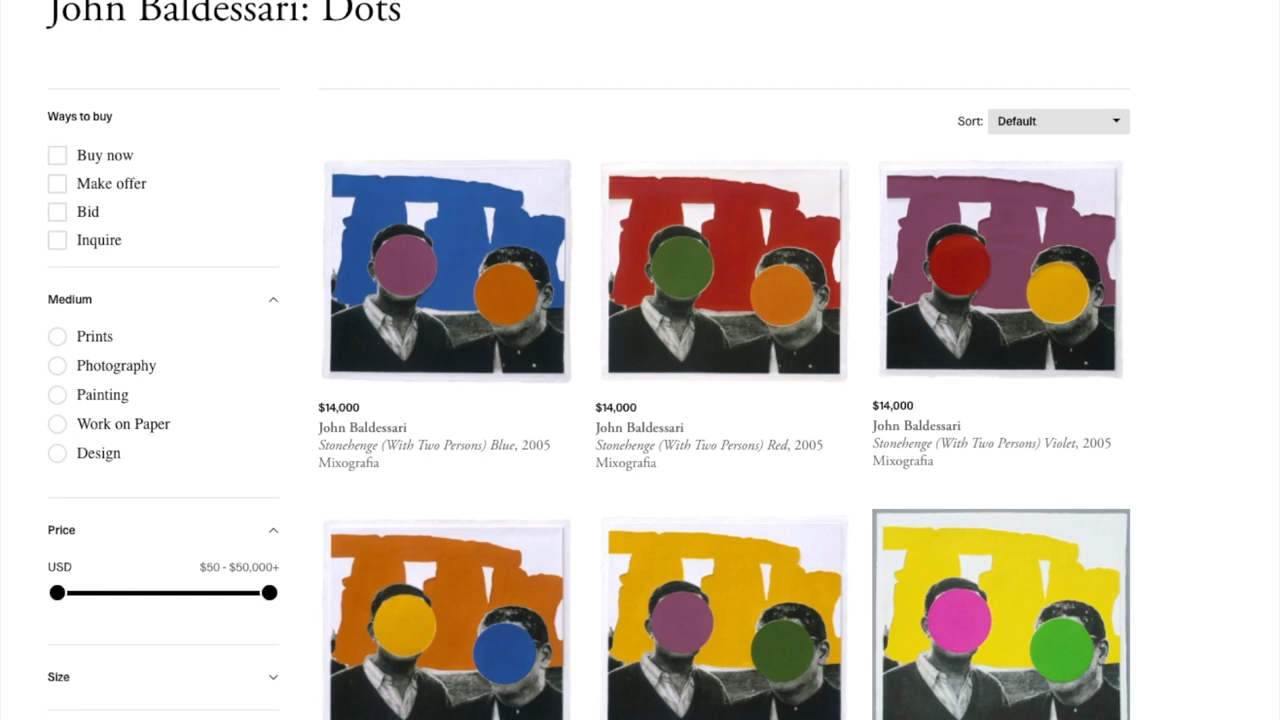 John Baldessari: Dots
Ways to buy
Buy now
Make offer
Bid
Inquire
Medium
Prints
Photography
Painting
Work on Paper
Design
Price
USD $50 - $50,000+
Size
Sort: Default
$14,000
John Baldessari
Stonehenge (With Two Persons) Blue, 2005
Mixografia
$14,000
John Baldessari
Stonehenge (With Two Persons) Red, 2005
Mixografia
$14,000
John Baldessari
Stonehenge (With Two Persons) Violet, 2005
Mixografia